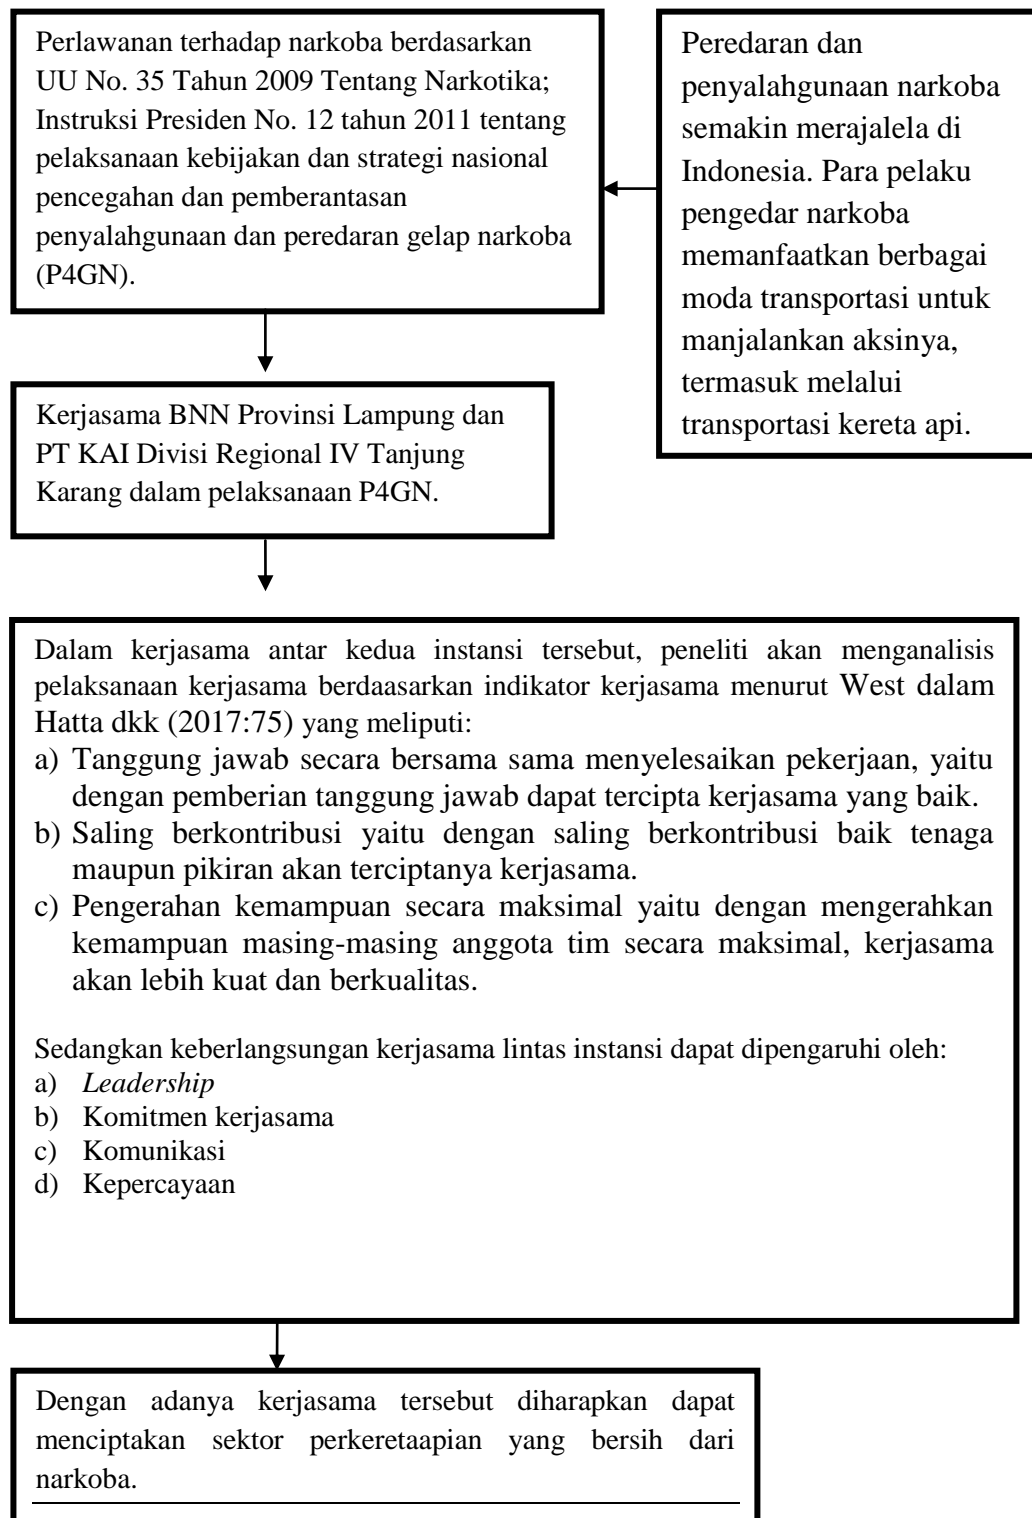 Perlawanan terhadap narkoba berdasarkan
UU No. 35 Tahun 2009 Tentang Narkotika;
Instruksi Presiden No. 12 tahun 2011 tentang
pelaksanaan kebijakan dan strategi nasional
pencegahan dan pemberantasan
penyalahgunaan dan peredaran gelap narkoba
(P4GN).
Peredaran dan
penyalahgunaan narkoba
semakin merajalela di
Indonesia. Para pelaku
pengedar narkoba
memanfaatkan berbagai
moda transportasi untuk
manjalankan aksinya,
termasuk melalui
transportasi kereta api.
Kerjasama BNN Provinsi Lampung dan
PT KAI Divisi Regional IV Tanjung
Karang dalam pelaksanaan P4GN.
Dalam kerjasama antar kedua instansi tersebut, peneliti akan menganalisis
pelaksanaan kerjasama berdaasarkan indikator kerjasama menurut West dalam
Hatta dkk (2017:75) yang meliputi:
a) Tanggung jawab secara bersama sama menyelesaikan pekerjaan, yaitu
dengan pemberian tanggung jawab dapat tercipta kerjasama yang baik.
b) Saling berkontribusi yaitu dengan saling berkontribusi baik tenaga
maupun pikiran akan terciptanya kerjasama.
c) Pengerahan kemampuan secara maksimal yaitu dengan mengerahkan
kemampuan masing-masing anggota tim secara maksimal, kerjasama
akan lebih kuat dan berkualitas.
Sedangkan keberlangsungan kerjasama lintas instansi dapat dipengaruhi oleh:
a) Leadership
b) Komitmen kerjasama
c) Komunikasi
d) Kepercayaan
Dengan adanya kerjasama tersebut diharapkan dapat
menciptakan sektor perkeretaapian yang bersih dari
narkoba.